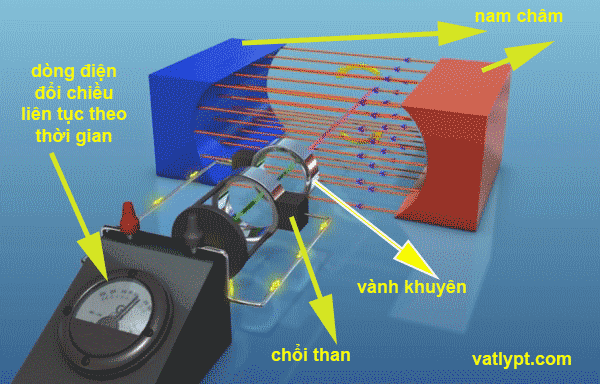 nam châm
dòng điện
đổi chiều
liên tục theo
thời gian
vành khuyên
chổi than
vatlypt.com